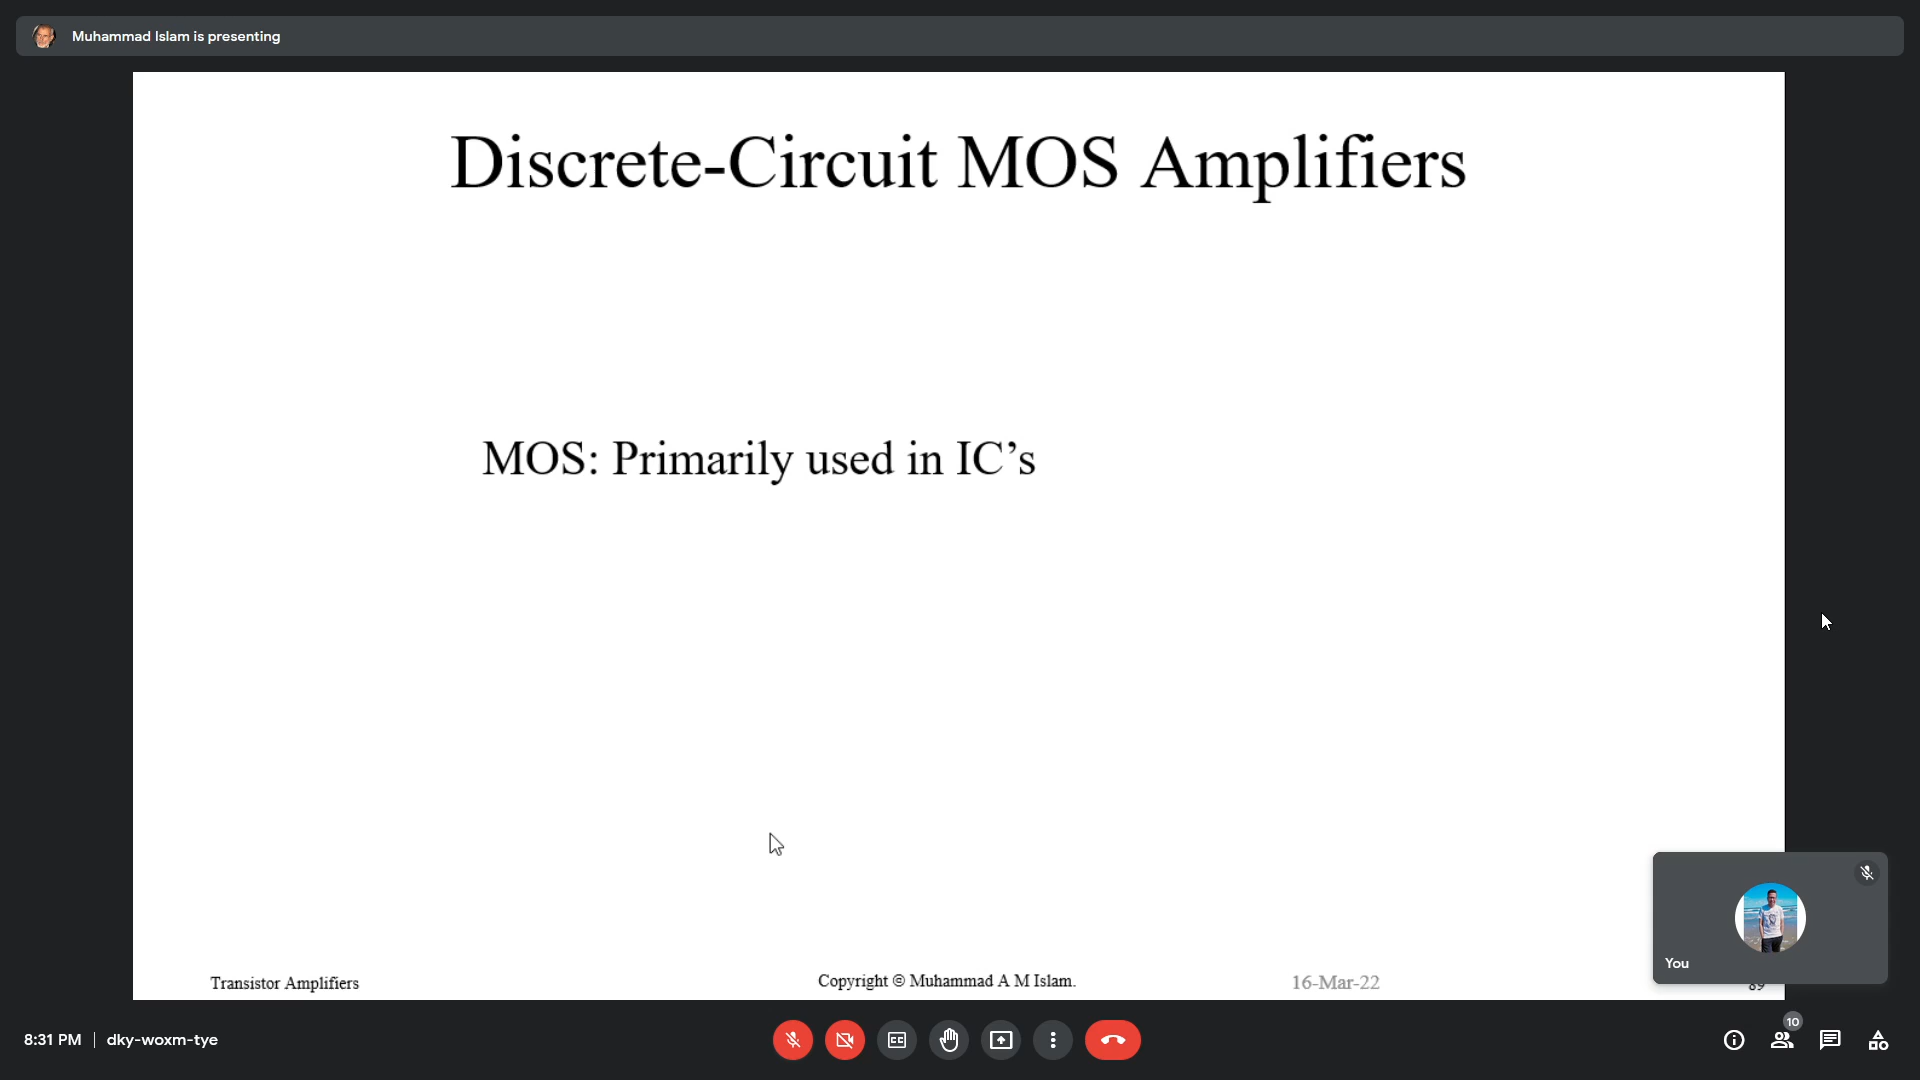 Muhammad Islam is presenting
Discrete-Circuit MOS Amplifiers
MOS: Primarily used in IC’s
Transistor Amplifiers
Copyright © Muhammad A M Islam.
16-Mar-22
89
You
8:31 PM | dky-woxm-tye
10